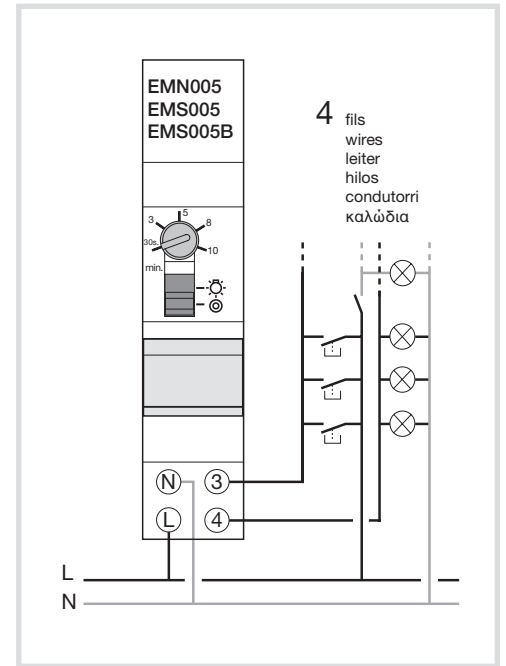 EMN005
EMS005
EMS005B
4 fils
wires
leiter
hilos
condutorri
καλώδια
3 5 8
30s. 10
min.
N 3
L 4
L
N